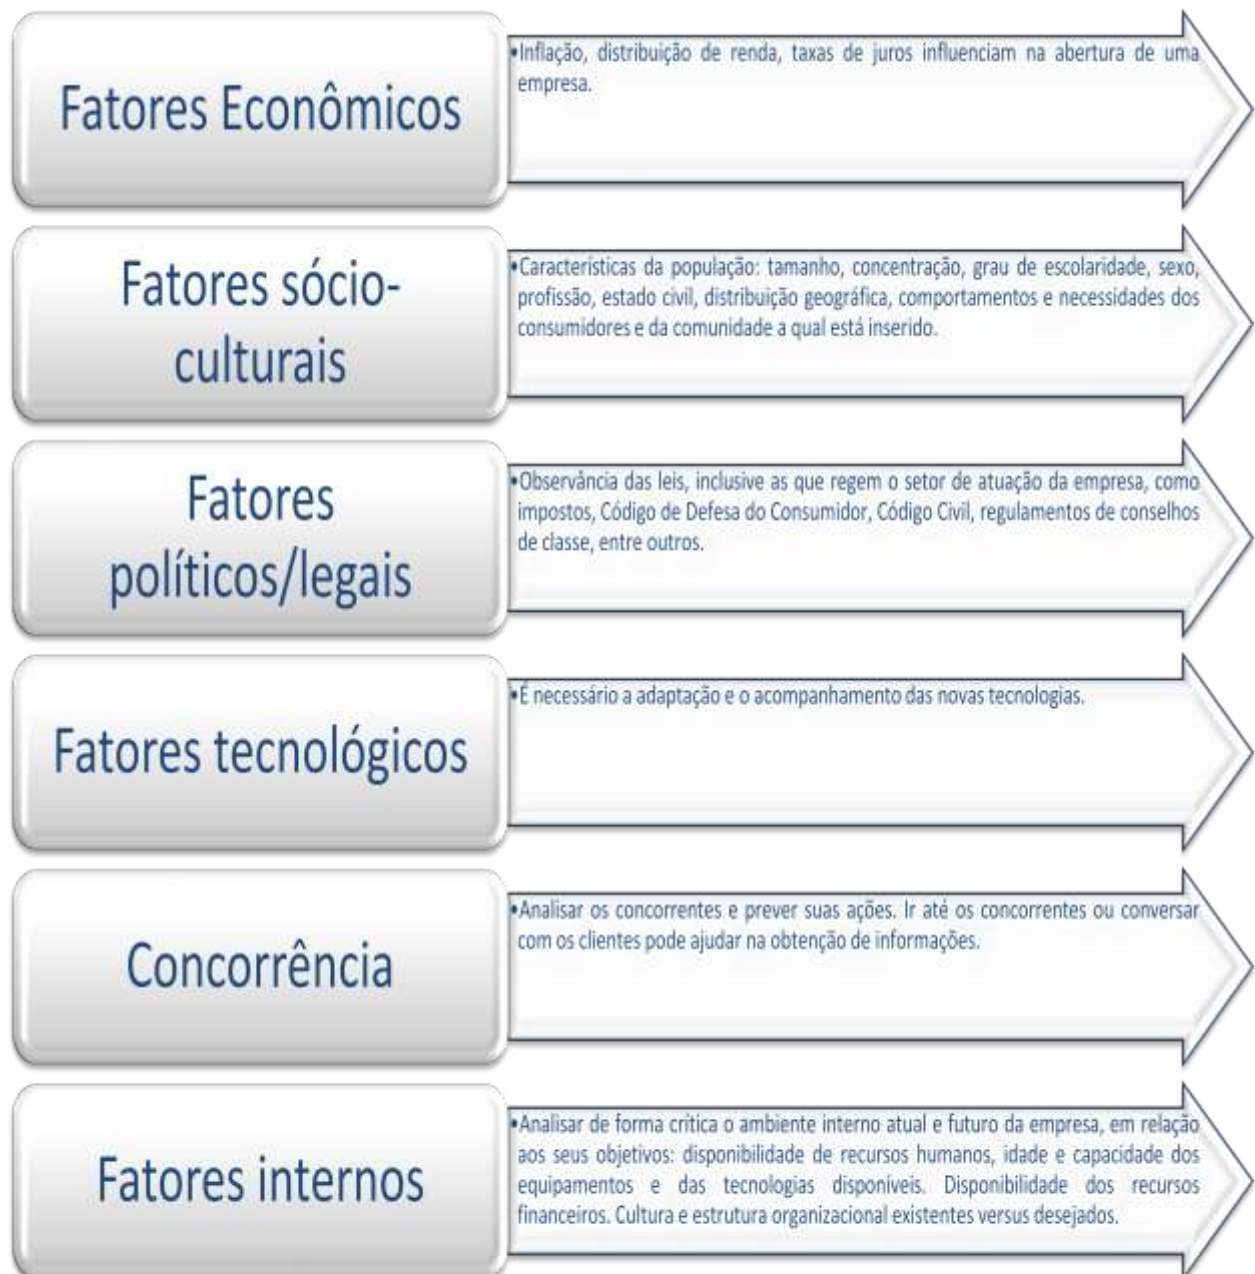 Fatores Econômicos
•Inflação, distribuição de renda, taxas de juros influenciam na abertura de uma
empresa.
Fatores sócio-
culturais
•Características da população: tamanho, concentração, grau de escolaridade, sexo,
profissão, estado civil, distribuição geográfica, comportamentos e necessidades dos
consumidores e da comunidade a qual está inserido.
Fatores
políticos/legais
•Observância das leis, inclusive as que regem o setor de atuação da empresa, como
impostos, Código de Defesa do Consumidor, Código Civil, regulamentos de conselhos
de classe, entre outros.
Fatores tecnológicos
•É necessário a adaptação e o acompanhamento das novas tecnologias.
Concorrência
•Analisar os concorrentes e prever suas ações. Ir até os concorrentes ou conversar
com os clientes pode ajudar na obtenção de informações.
Fatores internos
•Analisar de forma crítica o ambiente interno atual e futuro da empresa, em relação
aos seus objetivos: disponibilidade de recursos humanos, idade e capacidade dos
equipamentos e das tecnologias disponíveis. Disponibilidade dos recursos
financeiros. Cultura e estrutura organizacional existentes versus desejados.